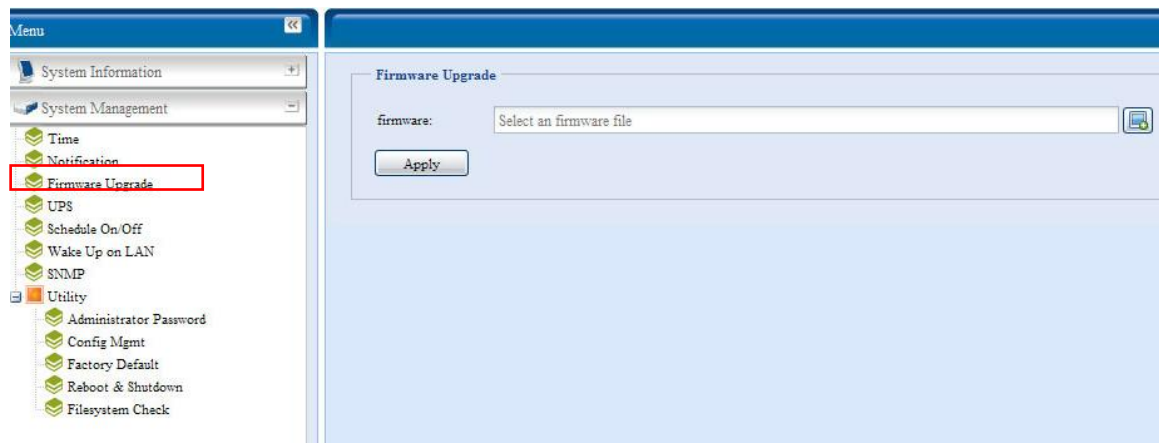 Menu
System Information
System Management
Time
Notification
Firmware Upgrade
UPS
Schedule On/Off
Wake Up on LAN
SNMP
Utility
Administrator Password
Config Mgmt
Factory Default
Reboot & Shutdown
Filesystem Check
Firmware Upgrade
firmware: Select an firmware file
Apply